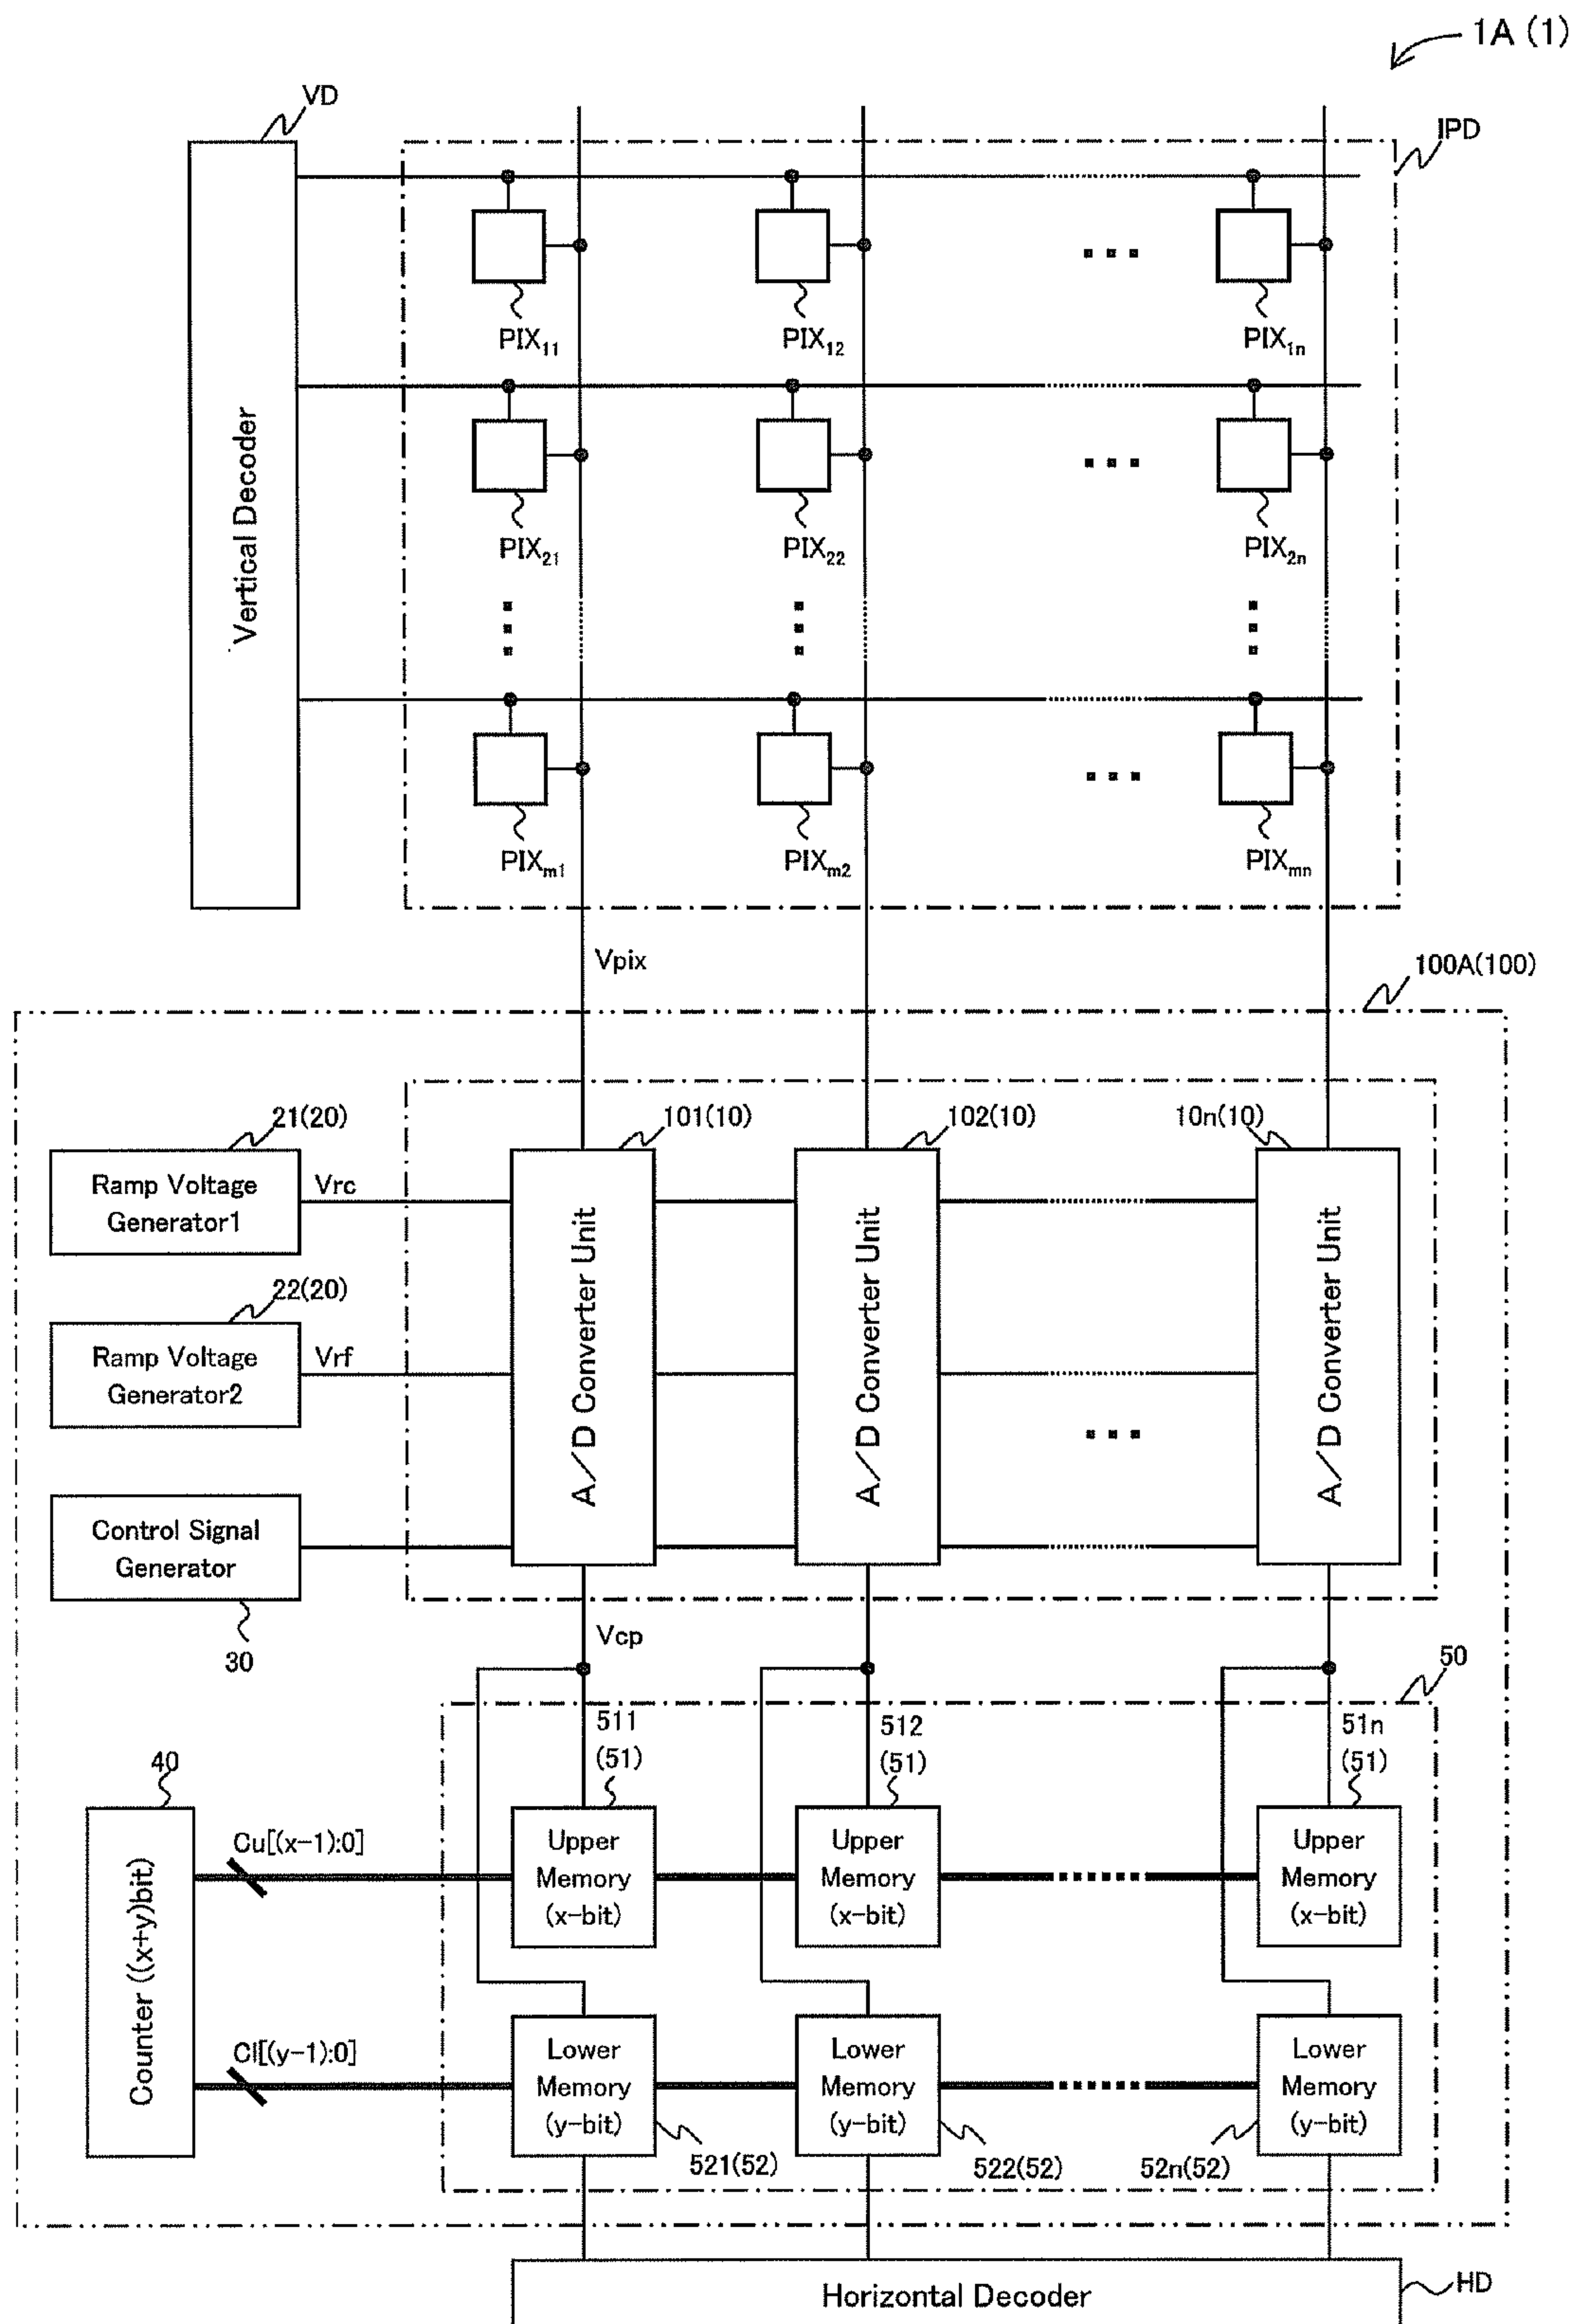 1A (1)
VD
IPD
Vertical Decoder
PIX11
PIX12
PIX1n
PIX21
PIX22
PIX2n
PIXm1
PIXm2
PIXmn
Vpix
100A(100)
21(20)
101(10)
102(10)
10n(10)
Ramp Voltage
Generator1
Vrc
22(20)
Ramp Voltage
Generator2
Vrf
A/D Converter Unit
A/D Converter Unit
A/D Converter Unit
Control Signal
Generator
30
Vcp
50
511
(51)
512
(51)
51n
(51)
40
Counter ((x+y)bit)
Cu[(x-1):0]
Upper
Memory
(x-bit)
Upper
Memory
(x-bit)
Upper
Memory
(x-bit)
Cl[(y-1):0]
Lower
Memory
(y-bit)
Lower
Memory
(y-bit)
Lower
Memory
(y-bit)
521(52)
522(52)
52n(52)
Horizontal Decoder
HD